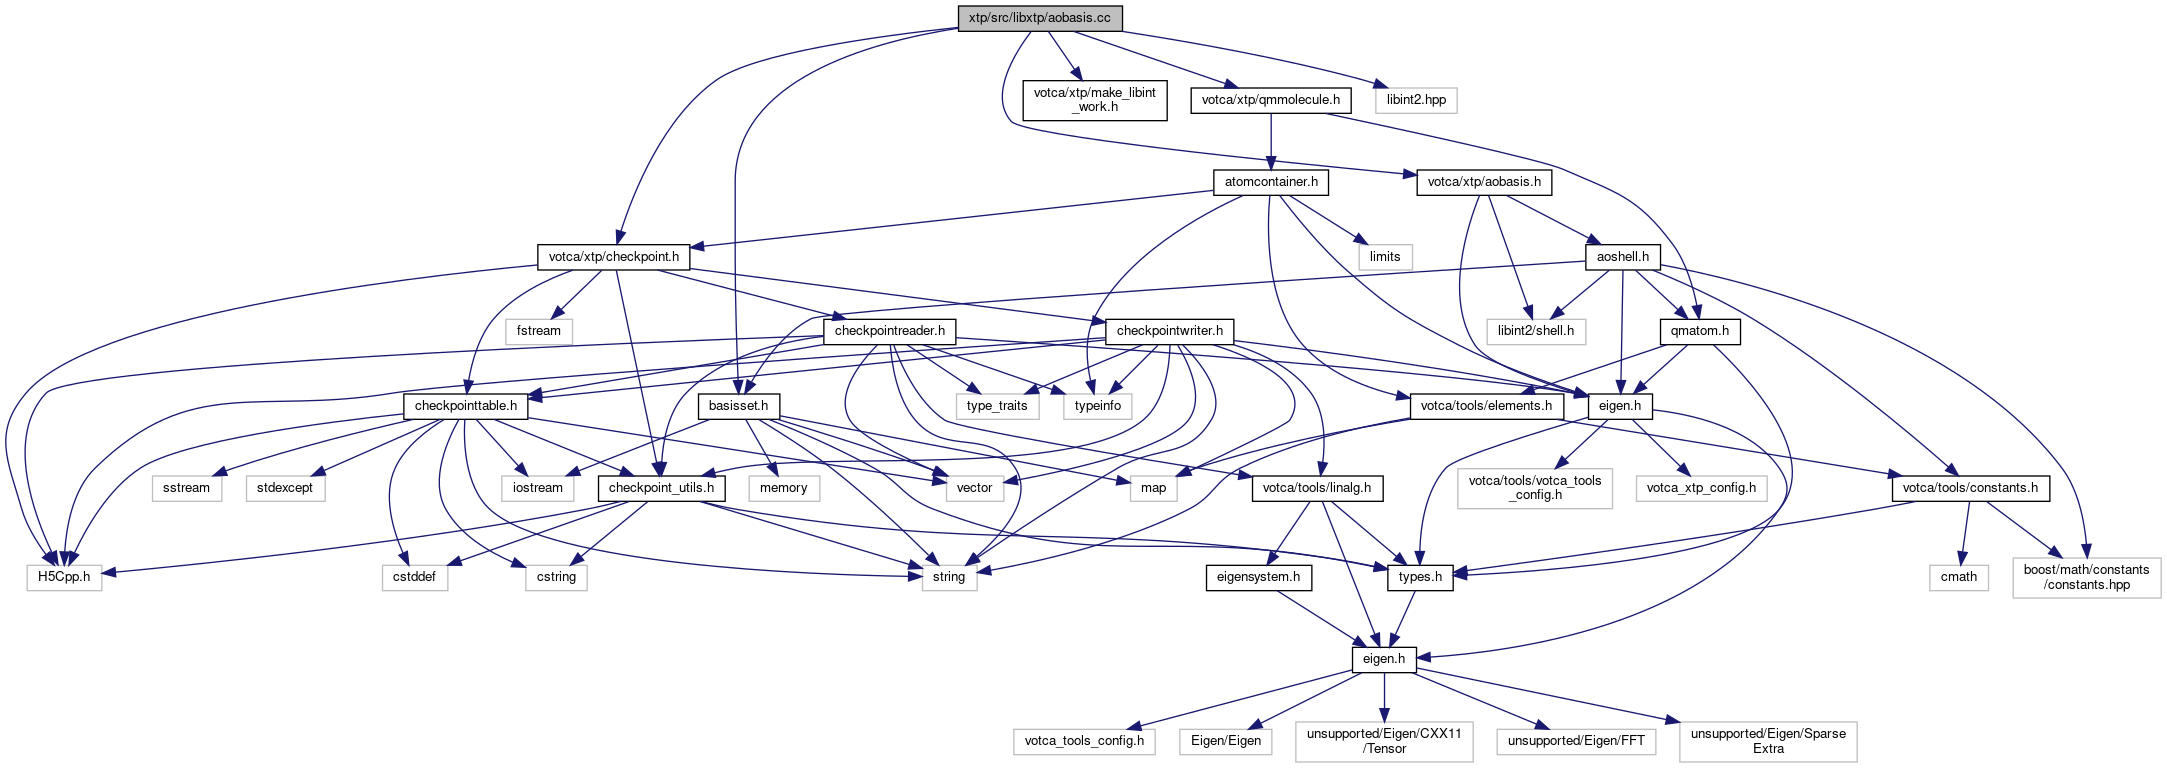 xtp/src/libxtp/aobasis.cc
votca/xtp/make_libint
_work.h
votca/xtp/qmmolecule.h
libint2.hpp
atomcontainer.h
votca/xtp/aobasis.h
votca/xtp/checkpoint.h
limits
aoshell.h
fstream
checkpointreader.h
checkpointwriter.h
libint2/shell.h
qmatom.h
checkpointtable.h
basisset.h
type_traits
typeinfo
votca/tools/elements.h
eigen.h
sstream
stdexcept
iostream
checkpoint_utils.h
memory
vector
map
votca/tools/linalg.h
votca/tools/votca_tools
_config.h
votca_xtp_config.h
votca/tools/constants.h
H5Cpp.h
cstddef
cstring
string
eigensystem.h
types.h
cmath
boost/math/constants
/constants.hpp
eigen.h
votca_tools_config.h
Eigen/Eigen
unsupported/Eigen/CXX11
/Tensor
unsupported/Eigen/FFT
unsupported/Eigen/Sparse
Extra